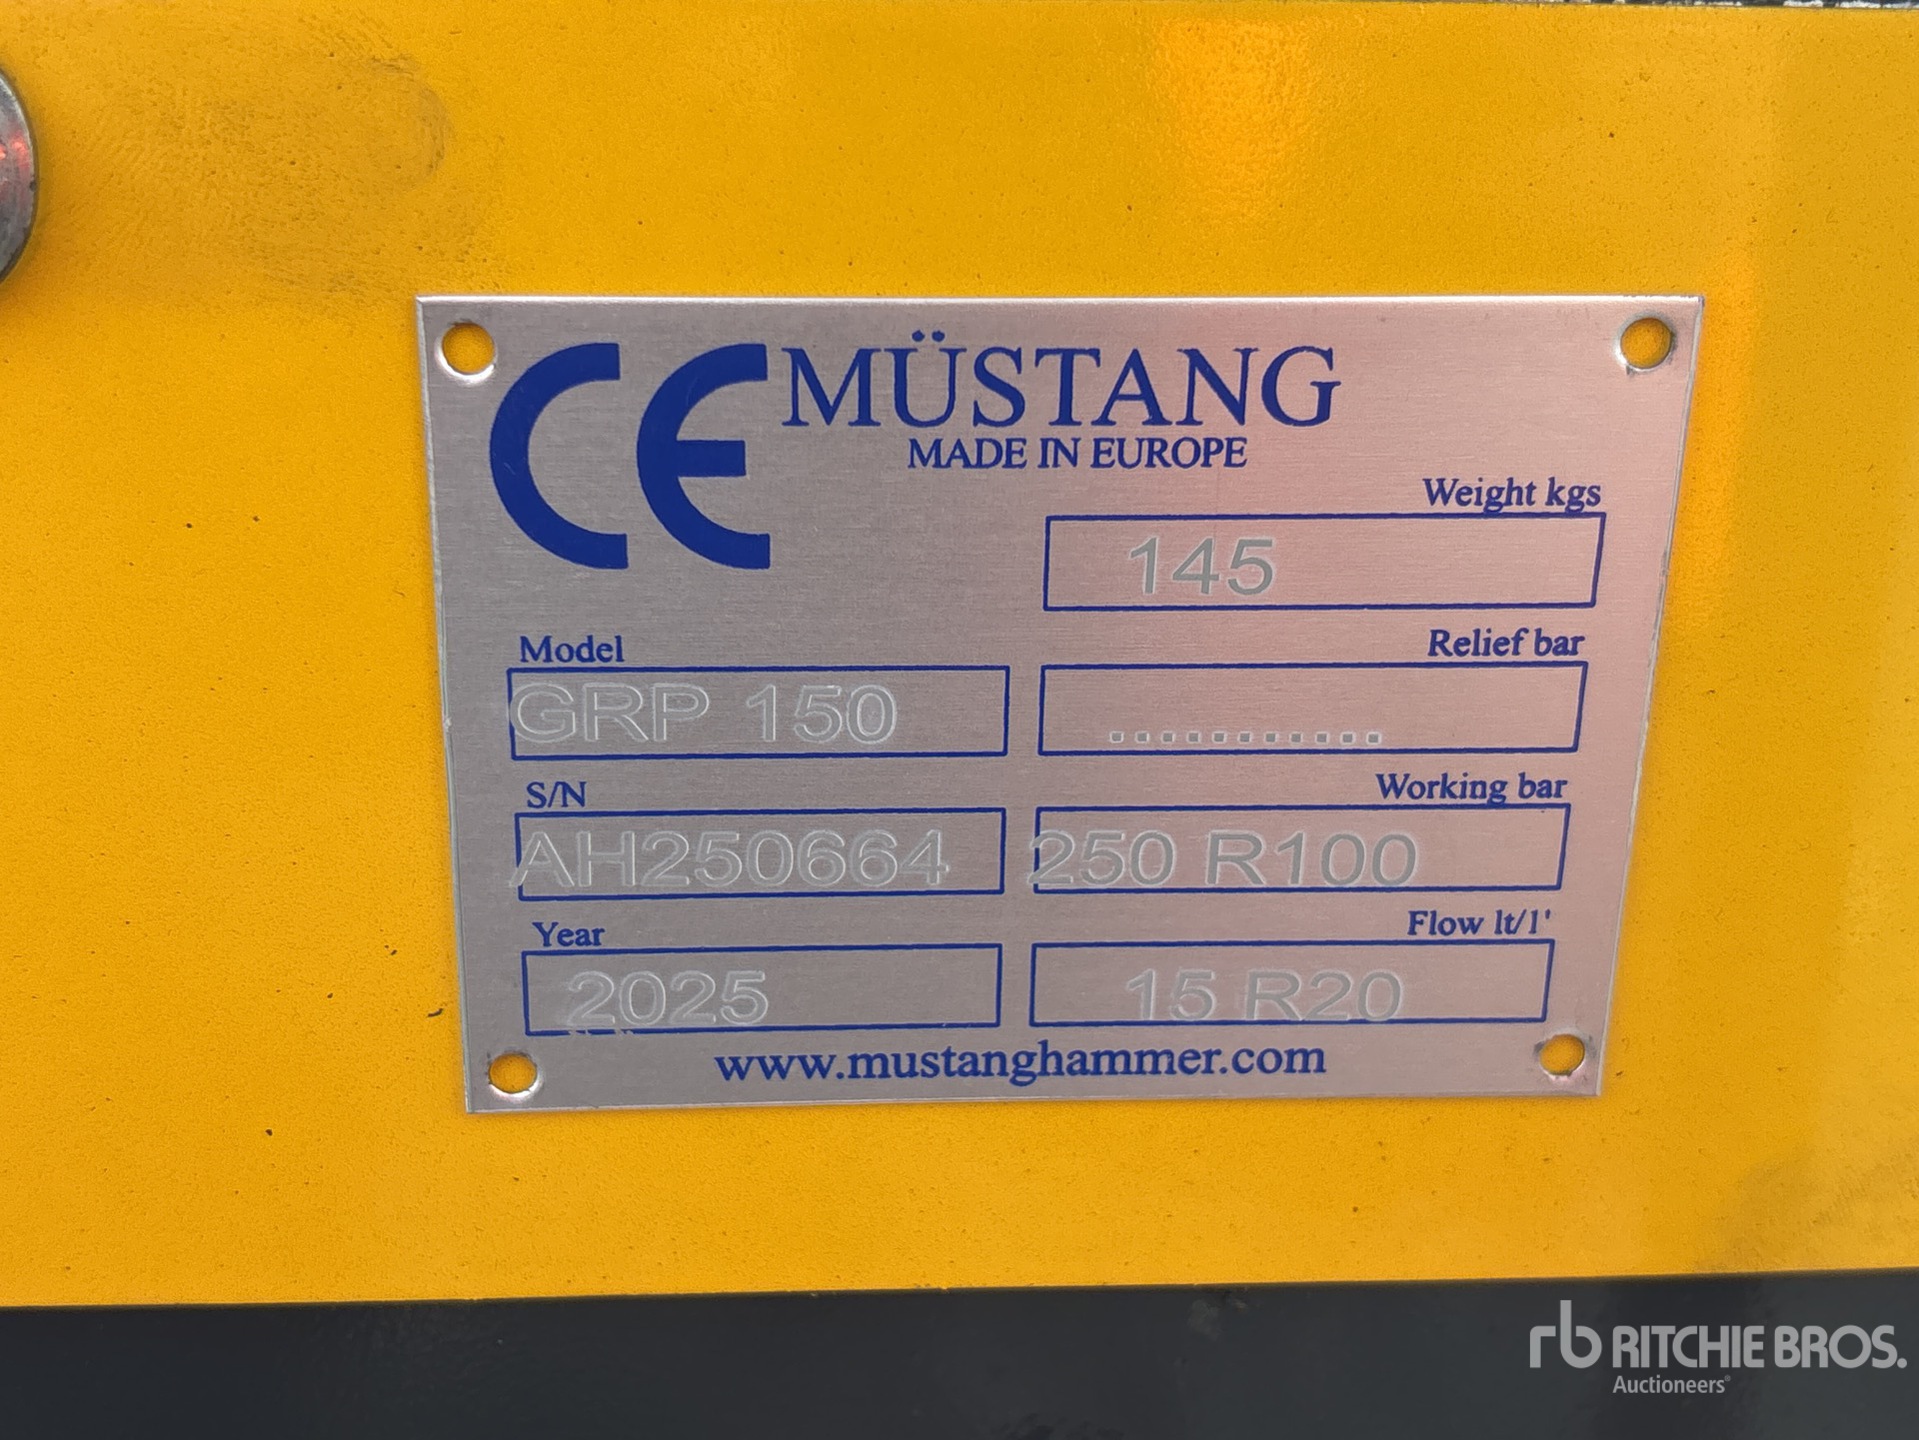 CE MÜSTANG
MADE IN EUROPE
Weight kgs
145
Model
GRP 150
Relief bar
...........
S/N
AH250664
Working bar
250 R100
Year
2025
Flow lt/1'
15 R20
www.mustanghammer.com
rb RITCHIE BROS.
Auctioneers®